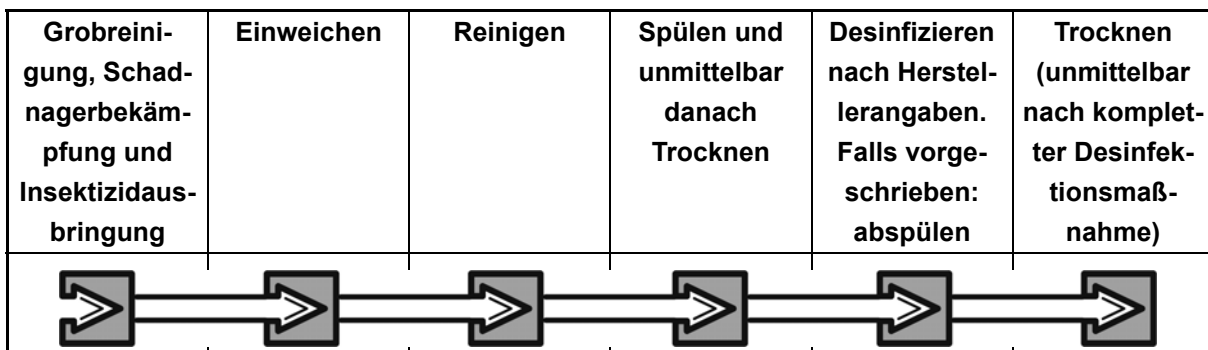 Grobreini-
gung, Schad-
nagerbekäm-
pfung und
Insektizidaus-
bringung
Einweichen
Reinigen
Spülen und
unmittelbar
danach
Trocknen
Desinfizieren
nach Herstel-
lerangaben.
Falls vorge-
schrieben:
abspülen
Trocknen
(unmittelbar
nach komplet-
ter Desinfek-
tionsmaß-
nahme)